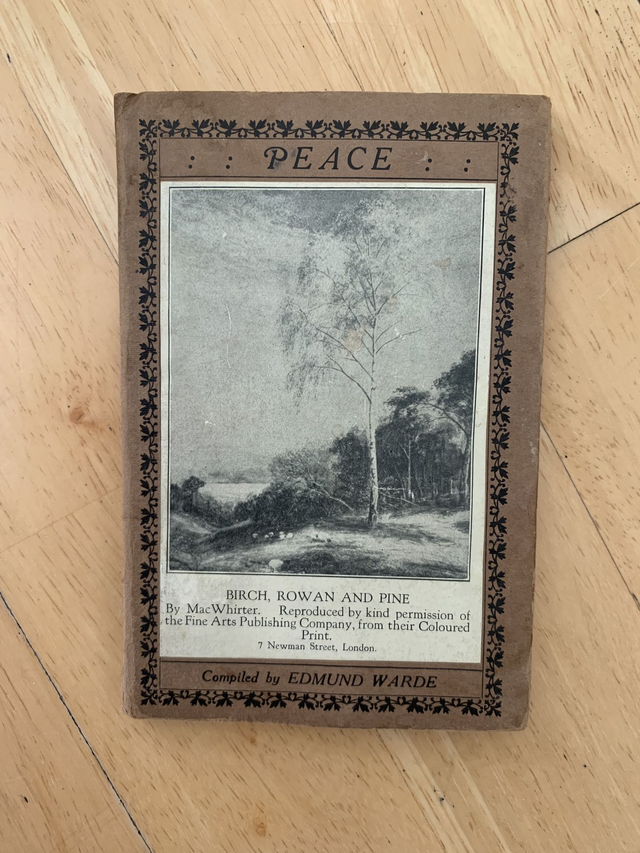 : : PEACE : :
BIRCH, ROWAN AND PINE
By MacWhirter. Reproduced by kind permission of
the Fine Arts Publishing Company, from their Coloured
Print.
7 Newman Street, London.
Compiled by EDMUND WARDE